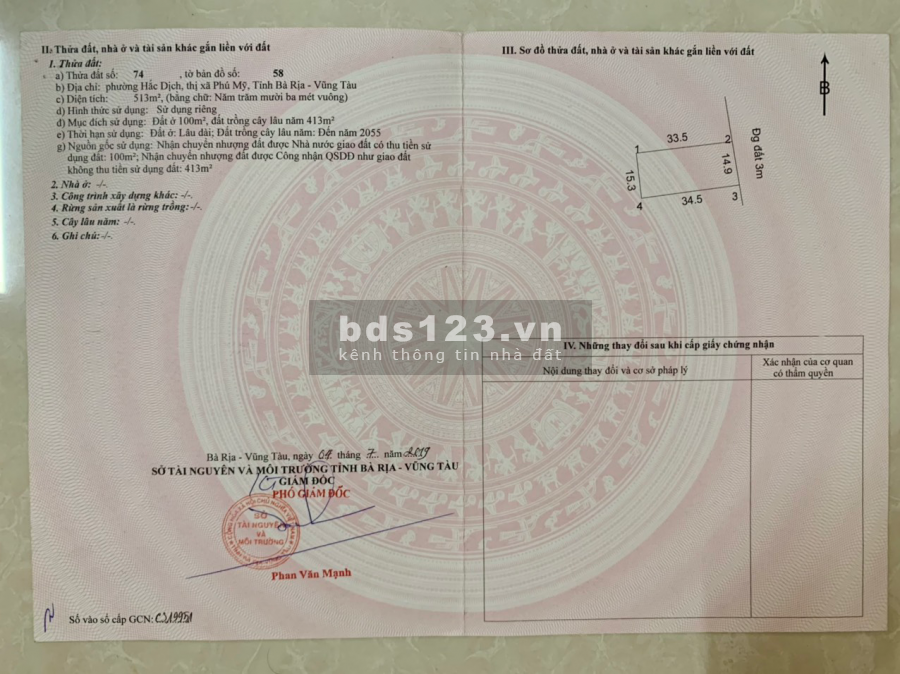 II. Thửa đất, nhà ở và tài sản khác gắn liền với đất
1. Thửa đất:
a) Thửa đất số: 74 , tờ bản đồ số: 58
b) Địa chỉ: phường Hắc Dịch, thị xã Phú Mỹ, Tỉnh Bà Rịa - Vũng Tàu
c) Diện tích: 513m², (bằng chữ: Năm trăm mười ba mét vuông)
d) Hình thức sử dụng: Sử dụng riêng
đ) Mục đích sử dụng: Đất ở 100m², đất trồng cây lâu năm 413m²
e) Thời hạn sử dụng: Đất ở: Lâu dài; Đất trồng cây lâu năm: Đến năm 2055
g) Nguồn gốc sử dụng: Nhận chuyển nhượng đất được Nhà nước giao đất có thu tiền sử
dụng đất: 100m²; Nhận chuyển nhượng đất được Công nhận QSDĐ như giao đất
không thu tiền sử dụng đất: 413m²
2. Nhà ở: -/-.
3. Công trình xây dựng khác: -/-.
4. Rừng sản xuất là rừng trồng: -/-.
5. Cây lâu năm: -/-.
6. Ghi chú: -/-.
Bà Rịa - Vũng Tàu, ngày tháng 7 năm 2019
SỞ TÀI NGUYÊN VÀ MÔI TRƯỜNG TỈNH BÀ RỊA - VŨNG TÀU
GIÁM ĐỐC
PHÓ GIÁM ĐỐC
SỞ
TÀI NGUYÊN
VÀ
MÔI TRƯỜNG
Phan Văn Mạnh
Số vào sổ cấp GCN:
III. Sơ đồ thửa đất, nhà ở và tài sản khác gắn liền với đất
B
1
33.5
2
Đg đất 3m
15.3
14.9
4
34.5
3
bds123.vn
kênh thông tin nhà đất
IV. Những thay đổi sau khi cấp giấy chứng nhận
Nội dung thay đổi và cơ sở pháp lý
Xác nhận của cơ quan
có thẩm quyền